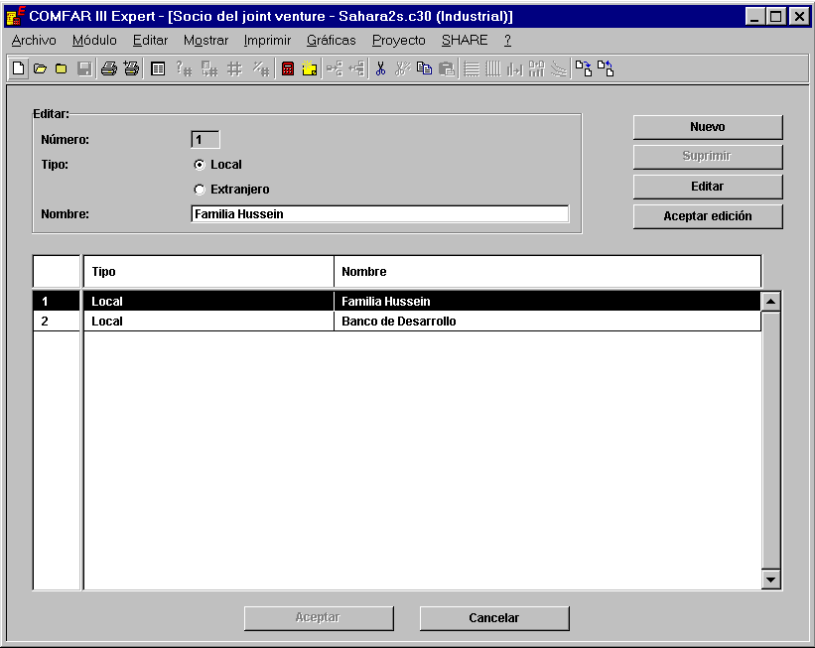 COMFAR III Expert - [Socio del joint venture - Sahara2s.c30 (Industrial)]
Archivo Módulo Editar Mostrar Imprimir Gráficas Proyecto SHARE ?
Editar:
Número: 1
Tipo: Local
Extranjero
Nombre: Familia Hussein
Nuevo
Suprimir
Editar
Aceptar edición
Tipo Nombre
1 Local Familia Hussein
2 Local Banco de Desarrollo
Aceptar Cancelar